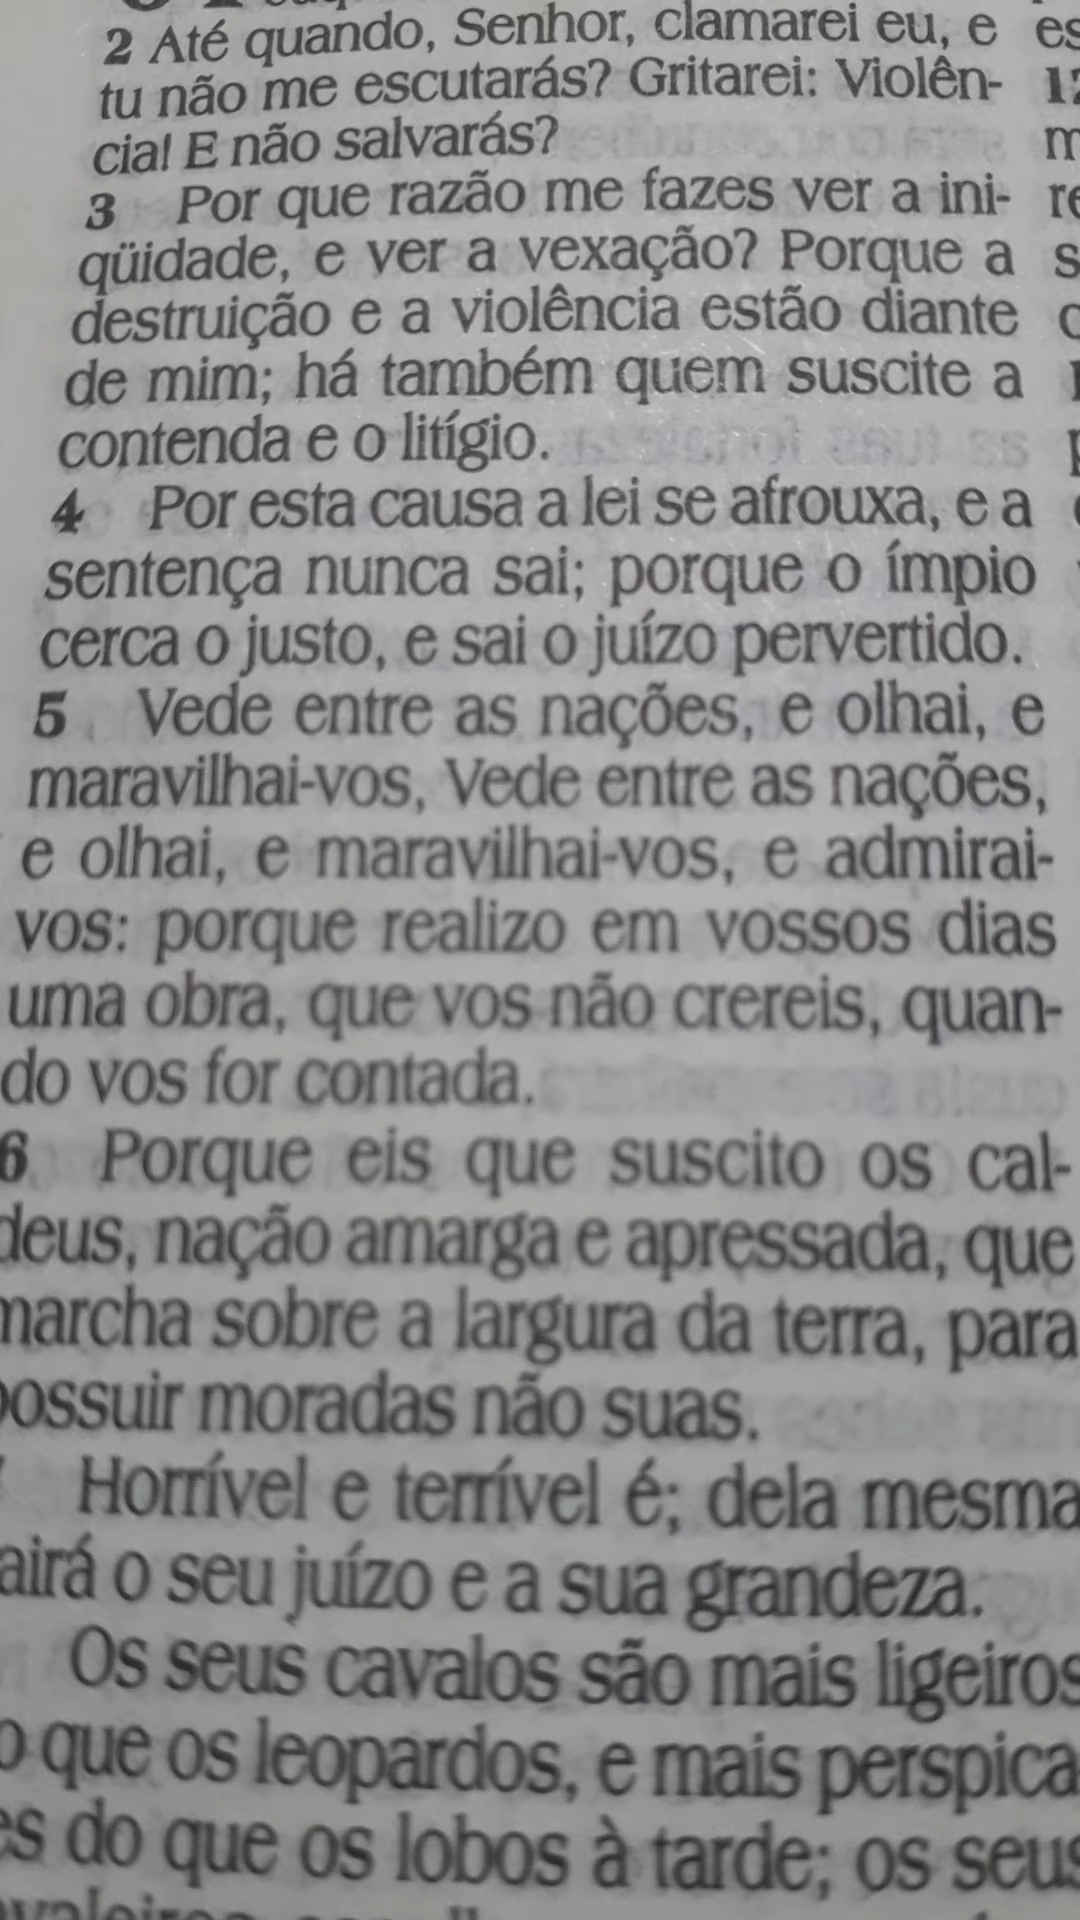 2 Até quando, Senhor, clamarei eu, e
tu não me escutarás? Gritarei: Violên-
cia! E não salvarás?
3 Por que razão me fazes ver a ini-
qüidade, e ver a vexação? Porque a
destruição e a violência estão diante
de mim; há também quem suscite a
contenda e o litígio.
4 Por esta causa a lei se afrouxa, e a
sentença nunca sai; porque o ímpio
cerca o justo, e sai o juízo pervertido.
5 Vede entre as nações, e olhai, e
maravilhai-vos, Vede entre as nações,
e olhai, e maravilhai-vos, e admirai-
vos: porque realizo em vossos dias
uma obra, que vos não crereis, quan-
do vos for contada.
6 Porque eis que suscito os cal-
deus, nação amarga e apressada, que
marcha sobre a largura da terra, para
possuir moradas não suas.
Horrível e terrível é; dela mesma
airá o seu juízo e a sua grandeza.
Os seus cavalos são mais ligeiros
o que os leopardos, e mais perspica
es do que os lobos à tarde; os seus